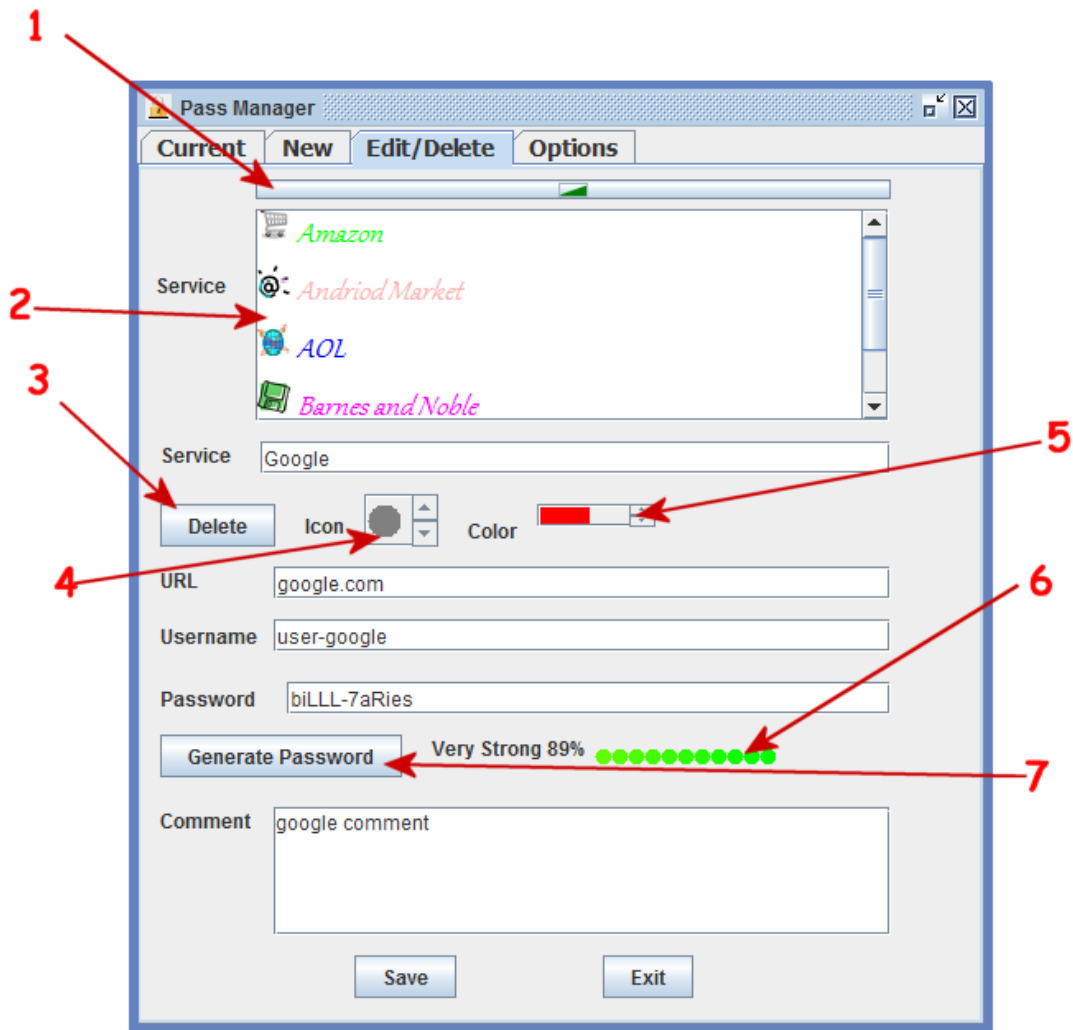 1
Pass Manager
Current New Edit/Delete Options
Amazon
Service
Andriod Market
2
AOL
3
Barnes and Noble
5
Service Google
Delete Icon Color
4
6
URL google.com
Username user-google
Password biLLL-7aRies
Generate Password Very Strong 89%
7
Comment google comment
Save Exit